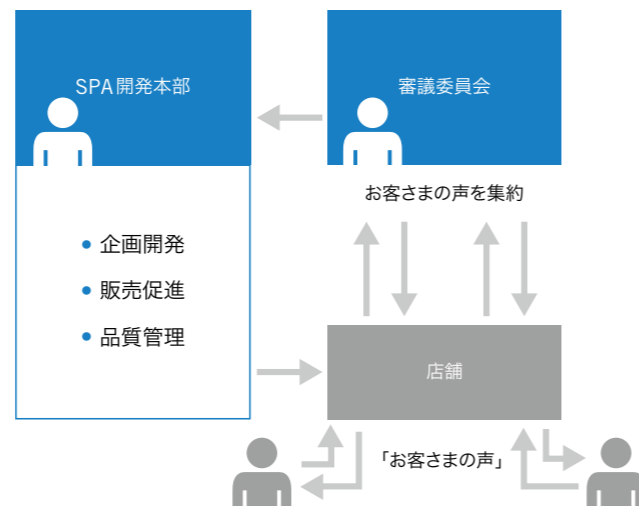 SPA開発本部
審議委員会
お客さまの声を集約
• 企画開発
• 販売促進
• 品質管理
店舗
「お客さまの声」